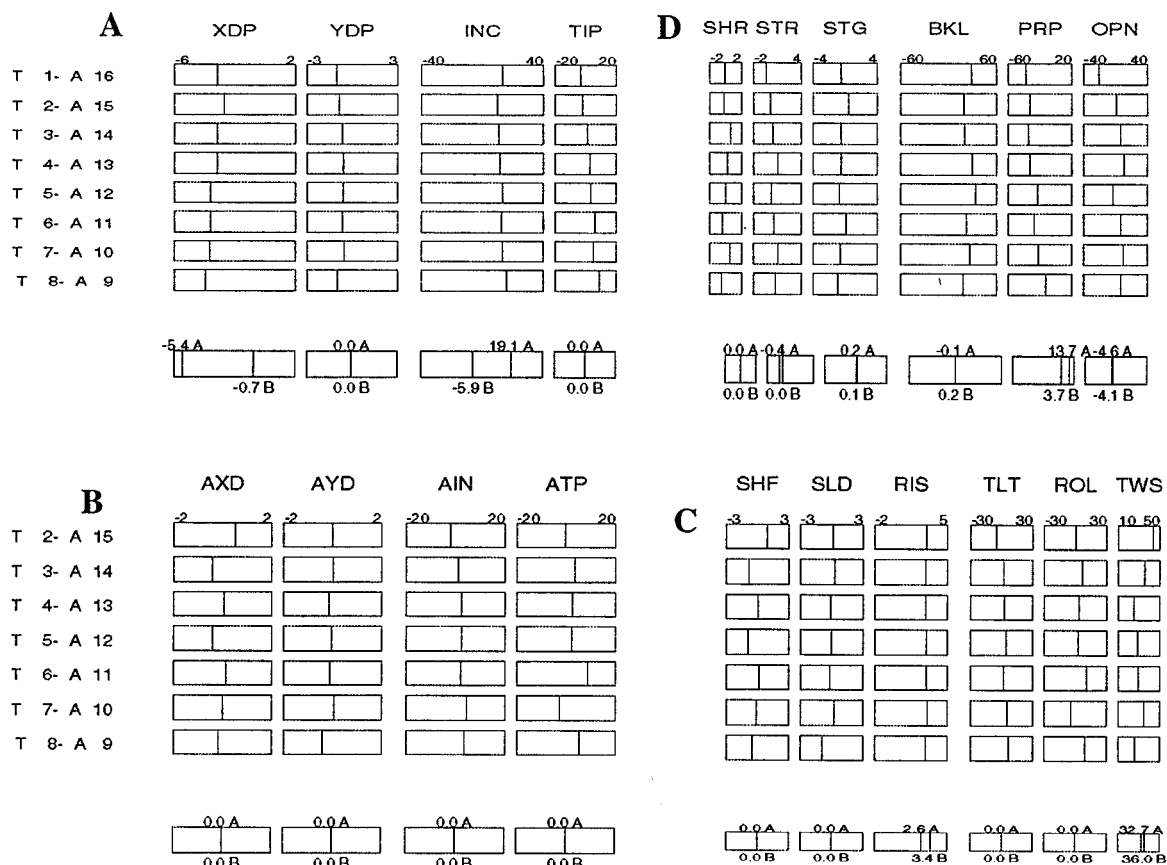 A
XDP YDP INC TIP
-6 2 -3 3 -40 40 -20 20
T 1- A 16
T 2- A 15
T 3- A 14
T 4- A 13
T 5- A 12
T 6- A 11
T 7- A 10
T 8- A 9
-5.4 A 0.0 A 19.1 A 0.0 A
-0.7 B 0.0 B -5.9 B 0.0 B
D
SHR STR STG BKL PRP OPN
-2 2 -2 4 -4 4 -60 60 -60 20 -40 40
0.0 A -0.4 A 0.2 A -0.1 A 13.7 A -4.6 A
0.0 B 0.0 B 0.1 B 0.2 B 3.7 B -4.1 B
B
AXD AYD AIN ATP
-2 2 -2 2 -20 20 -20 20
T 2- A 15
T 3- A 14
T 4- A 13
T 5- A 12
T 6- A 11
T 7- A 10
T 8- A 9
0.0 A 0.0 A 0.0 A 0.0 A
0.0 B 0.0 B 0.0 B 0.0 B
C
SHF SLD RIS TLT ROL TWS
-3 3 -3 3 -2 5 -30 30 -30 30 10 50
0.0 A 0.0 A 2.6 A 0.0 A 0.0 A 32.7 A
0.0 B 0.0 B 3.4 B 0.0 B 0.0 B 36.0 B